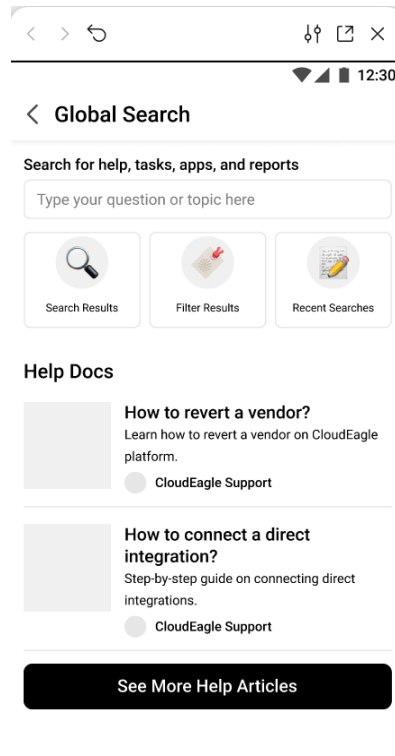 12:30
Global Search
Search for help, tasks, apps, and reports
Type your question or topic here
Search Results
Filter Results
Recent Searches
Help Docs
How to revert a vendor?
Learn how to revert a vendor on CloudEagle
platform.
CloudEagle Support
How to connect a direct
integration?
Step-by-step guide on connecting direct
integrations.
CloudEagle Support
See More Help Articles